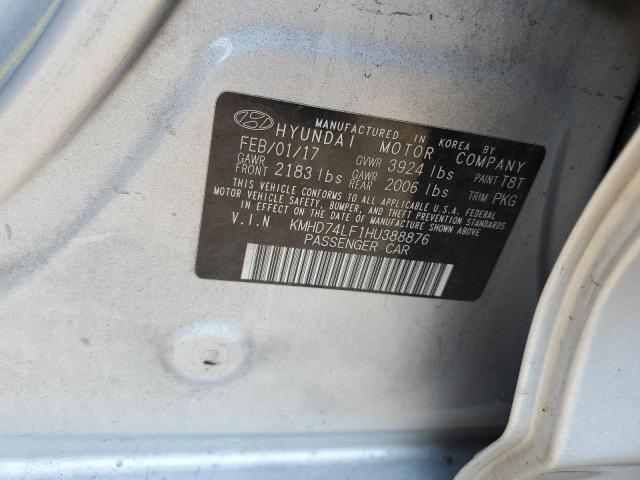 MANUFACTURED IN KOREA BY
HYUNDAI MOTOR COMPANY
FEB/01/17 GVWR 3924 lbs PAINT T8T
GAWR FRONT 2183 lbs GAWR REAR 2006 lbs TRIM PKG
THIS VEHICLE CONFORMS TO ALL APPLICABLE U.S.A. FEDERAL
MOTOR VEHICLE SAFETY, BUMPER, AND THEFT PREVENTION STANDARDS
IN EFFECT ON THE DATE OF MANUFACTURE SHOWN ABOVE
V.I.N KMHD74LF1HU388876
PASSENGER CAR